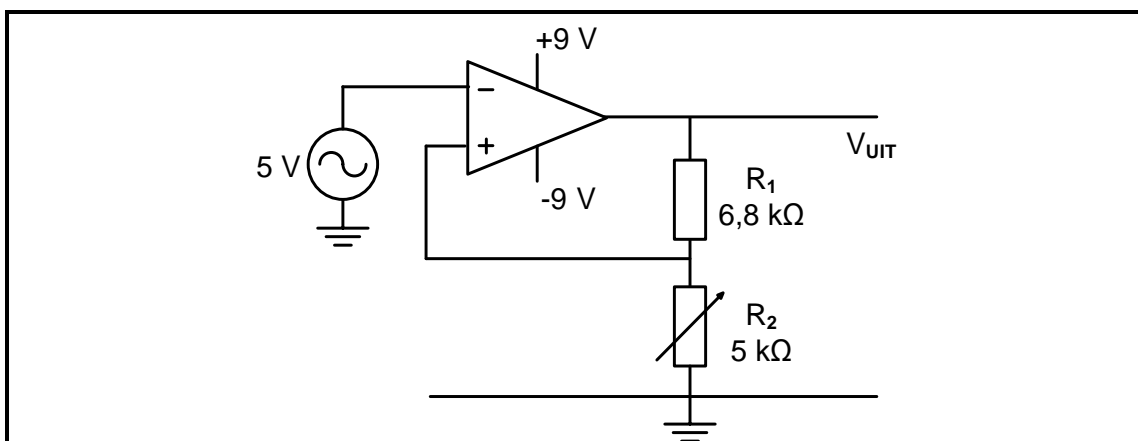 +9 V
−
5 V
+
V_UIT
-9 V
R₁
6,8 kΩ
R₂
5 kΩ